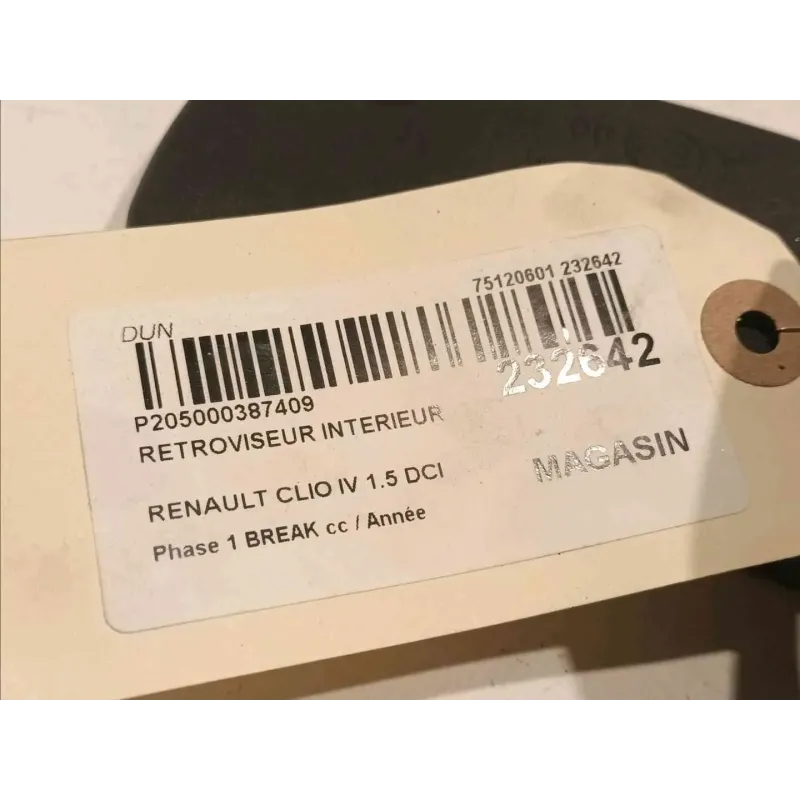 75120601 232642
DUN
232642
P205000387409
RETROVISEUR INTERIEUR
MAGASIN
RENAULT CLIO IV 1.5 DCI
Phase 1 BREAK cc / Année